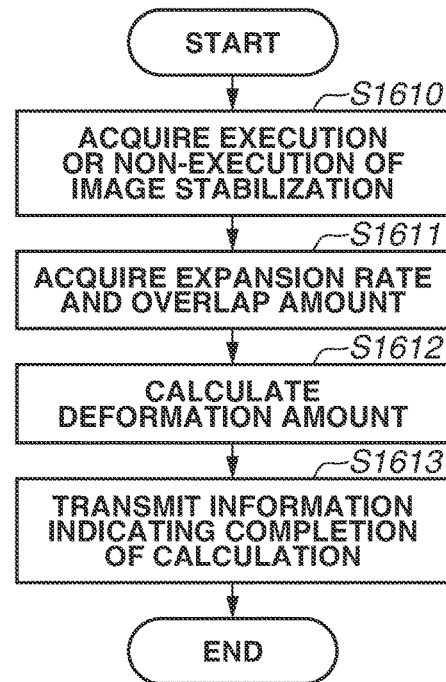 START
S1610
ACQUIRE EXECUTION
OR NON-EXECUTION OF
IMAGE STABILIZATION
S1611
ACQUIRE EXPANSION RATE
AND OVERLAP AMOUNT
S1612
CALCULATE
DEFORMATION AMOUNT
S1613
TRANSMIT INFORMATION
INDICATING COMPLETION
OF CALCULATION
END